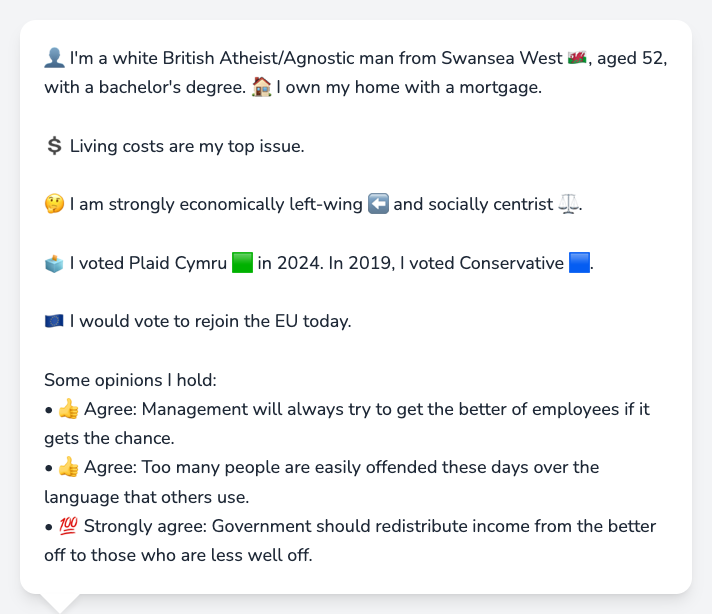 👤 I'm a white British Atheist/Agnostic man from Swansea West 🏴󠁧󠁢󠁷󠁬󠁳󠁿, aged 52,
with a bachelor's degree. 🏠 I own my home with a mortgage.
💲 Living costs are my top issue.
🤔 I am strongly economically left-wing ⬅️ and socially centrist ⚖️.
🗳️ I voted Plaid Cymru 🟩 in 2024. In 2019, I voted Conservative 🟦.
🇪🇺 I would vote to rejoin the EU today.
Some opinions I hold:
• 👍 Agree: Management will always try to get the better of employees if it
gets the chance.
• 👍 Agree: Too many people are easily offended these days over the
language that others use.
• 💯 Strongly agree: Government should redistribute income from the better
off to those who are less well off.